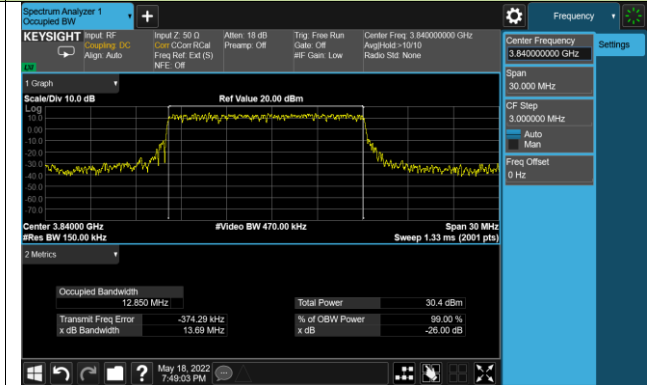 Spectrum Analyzer 1
Occupied BW
+
Frequency
KEYSIGHT
Input: RF
Coupling: DC
Align: Auto
Input Z: 50 Ω
Corr CCorr RCal
Freq Ref: Ext (S)
NFE: Off
Atten: 18 dB
Preamp: Off
Trig: Free Run
Gate: Off
#IF Gain: Low
Center Freq: 3.840000000 GHz
Avg|Hold:>10/10
Radio Std: None
1 Graph
Scale/Div 10.0 dB
Ref Value 20.00 dBm
Log
10.0
0.00
-10.0
-20.0
-30.0
-40.0
-50.0
-60.0
-70.0
Center 3.84000 GHz
#Video BW 470.00 kHz
Span 30 MHz
#Res BW 150.00 kHz
Sweep 1.33 ms (2001 pts)
2 Metrics
Occupied Bandwidth
12.850 MHz
Total Power
30.4 dBm
Transmit Freq Error
-374.29 kHz
% of OBW Power
99.00 %
x dB Bandwidth
13.69 MHz
x dB
-26.00 dB
Center Frequency
3.840000000 GHz
Settings
Span
30.000 MHz
CF Step
3.000000 MHz
Auto
Man
Freq Offset
0 Hz
?
May 18, 2022
7:49:03 PM